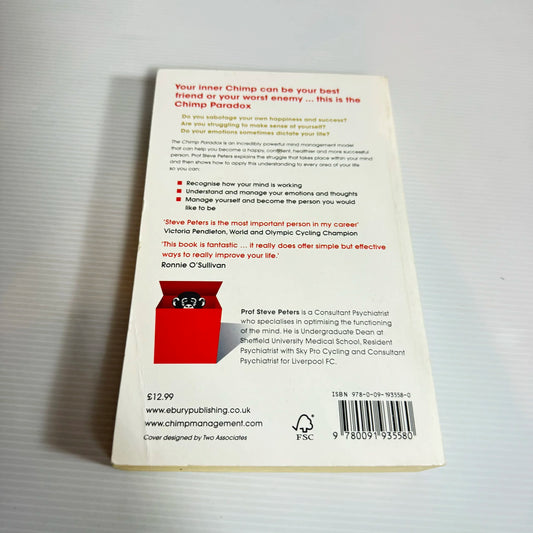 Your inner Chimp can be your best
friend or your worst enemy ... this is the
Chimp Paradox
Do you sabotage your own happiness and success?
Are you struggling to make sense of yourself?
Do your emotions sometimes dictate your life?
The Chimp Paradox is an incredibly powerful mind management model
that can help you become a happy, confident, healthier and more successful
person. Prof Steve Peters explains the struggle that takes place within your mind
and then shows how to apply this understanding to every area of your life
so you can:
Recognise how your mind is working
Understand and manage your emotions and thoughts
Manage yourself and become the person you would
like to be
'Steve Peters is the most important person in my career'
Victoria Pendleton, World and Olympic Cycling Champion
'This book is fantastic ... it really does offer simple but effective
ways to really improve your life.'
Ronnie O'Sullivan
Prof Steve Peters is a Consultant Psychiatrist
who specialises in optimising the functioning
of the mind. He is Undergraduate Dean at
Sheffield University Medical School, Resident
Psychiatrist with Sky Pro Cycling and Consultant
Psychiatrist for Liverpool FC.
£12.99
www.eburypublishing.co.uk
www.chimpmanagement.com
Cover designed by Two Associates
FSC
ISBN 978-0-09-193558-0
9 780091 935580